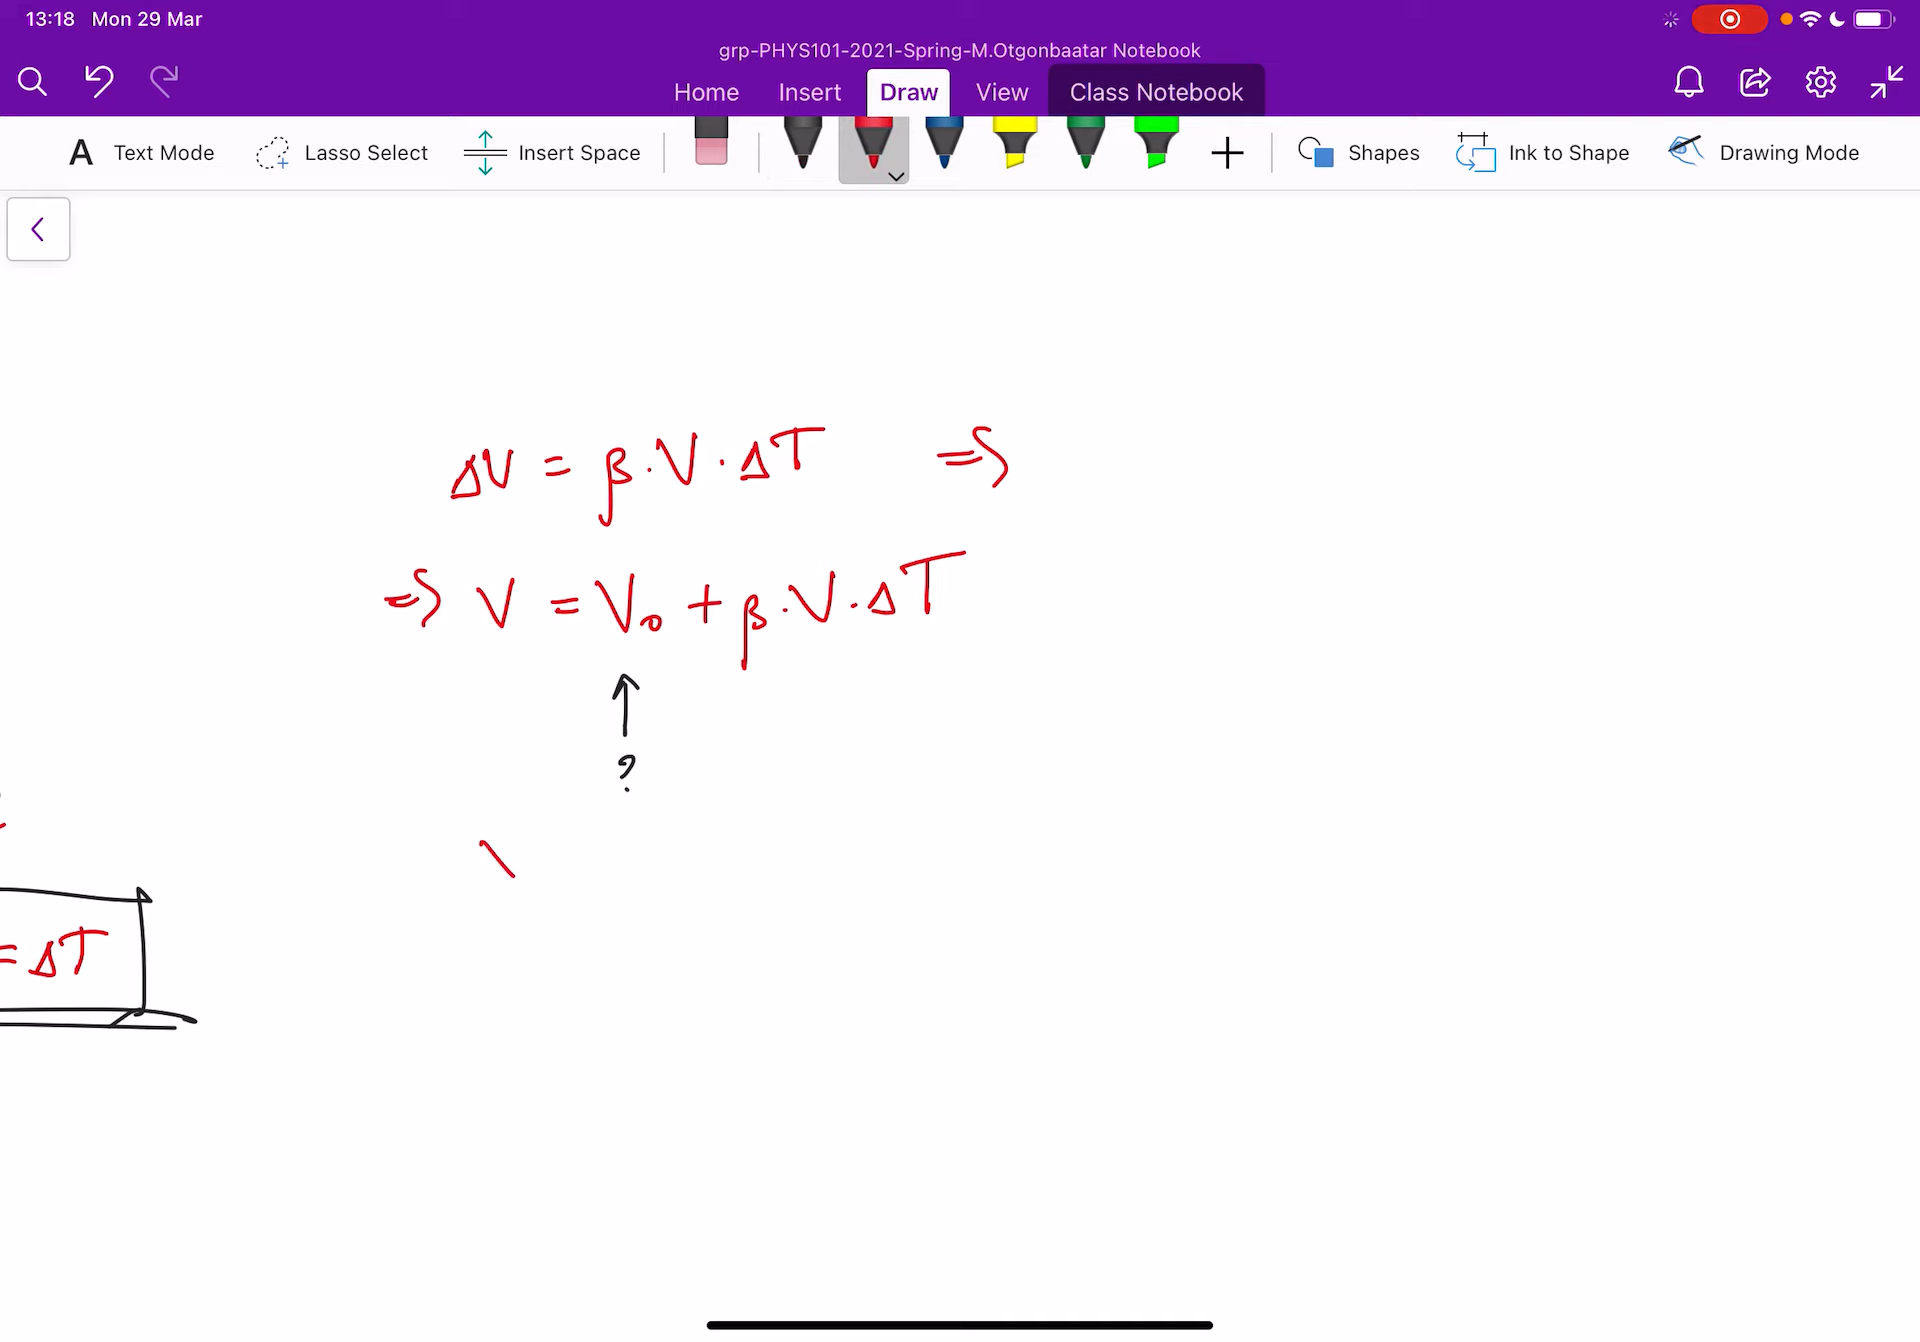 13:18 Mon 29 Mar
grp-PHYS101-2021-Spring-M.Otgonbaatar Notebook
Home Insert Draw View Class Notebook
A Text Mode Lasso Select Insert Space Shapes Ink to Shape Drawing Mode
ΔV = β · V · ΔT ⇒
⇒ V = V₀ + β · V · ΔT
↑
?
= ΔT